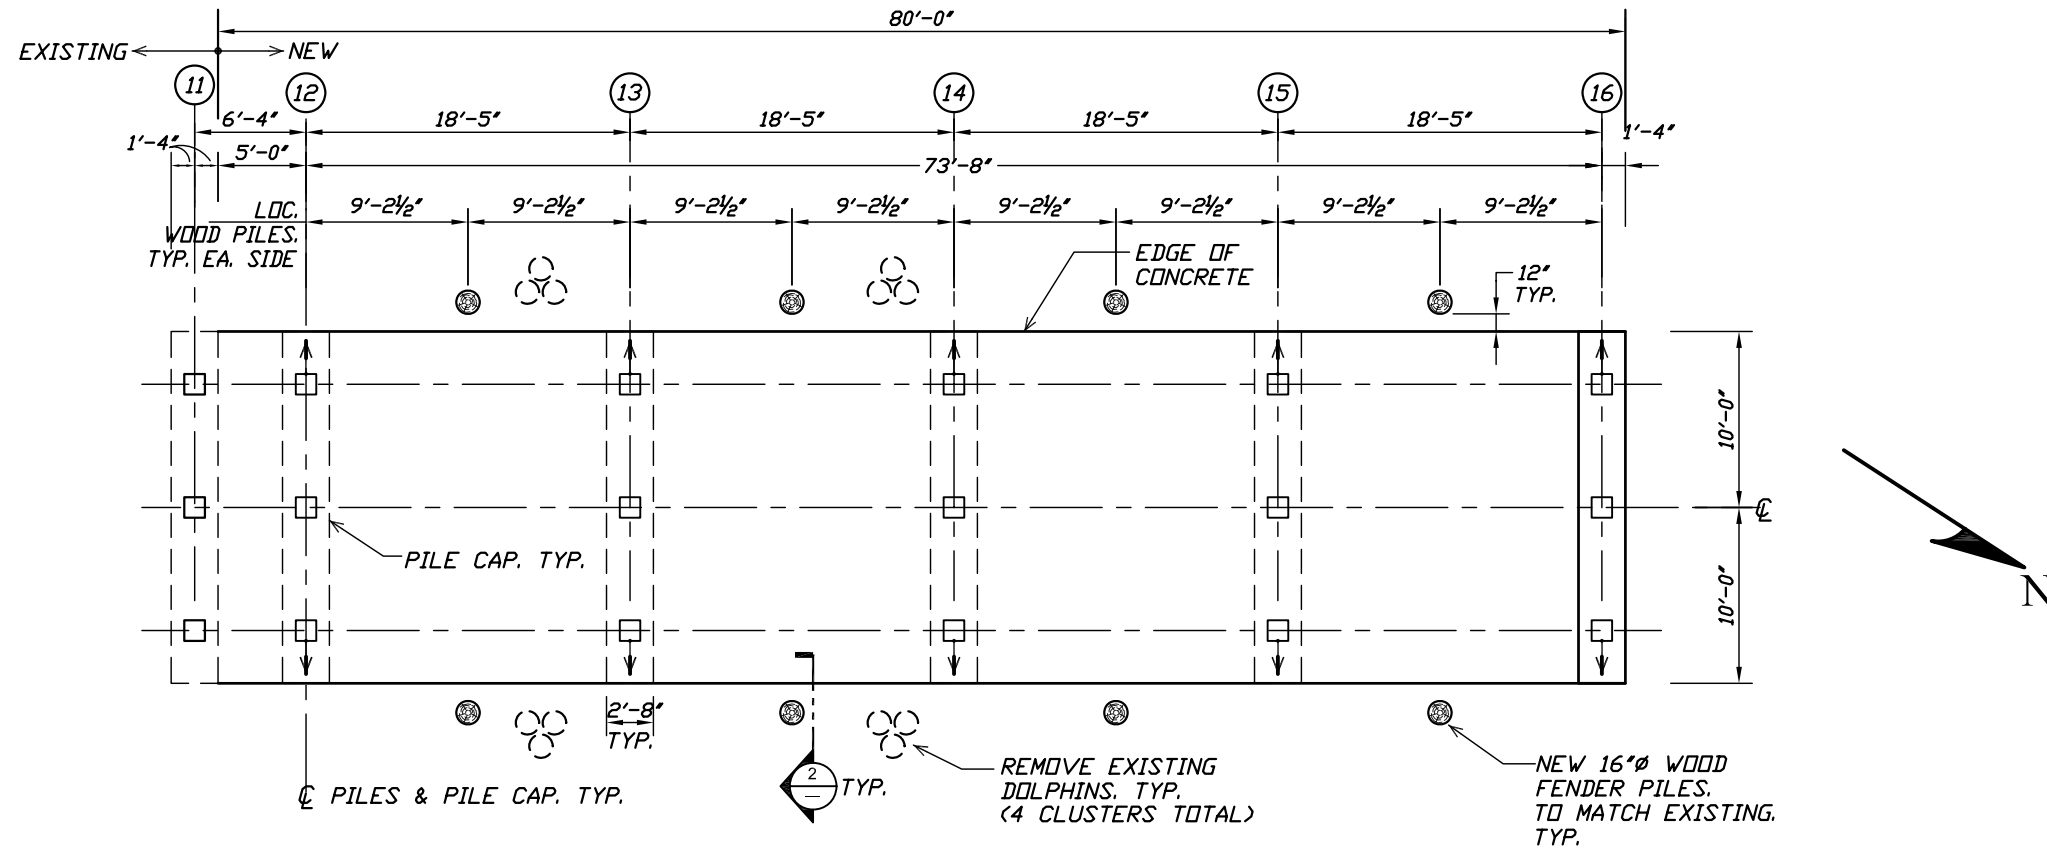 80'-0"
EXISTING
NEW
11
12
13
14
15
16
6'-4"
18'-5"
18'-5"
18'-5"
18'-5"
1'-4"
1'-4"
5'-0"
73'-8"
LOC.
WOOD PILES.
TYP. EA. SIDE
9'-2½"
9'-2½"
9'-2½"
9'-2½"
9'-2½"
9'-2½"
9'-2½"
9'-2½"
EDGE OF
CONCRETE
12"
TYP.
10'-0"
10'-0"
℄
N
PILE CAP. TYP.
2'-8"
TYP.
℄ PILES & PILE CAP. TYP.
2
—
TYP.
REMOVE EXISTING
DOLPHINS. TYP.
(4 CLUSTERS TOTAL)
NEW 16"Ø WOOD
FENDER PILES.
TO MATCH EXISTING.
TYP.